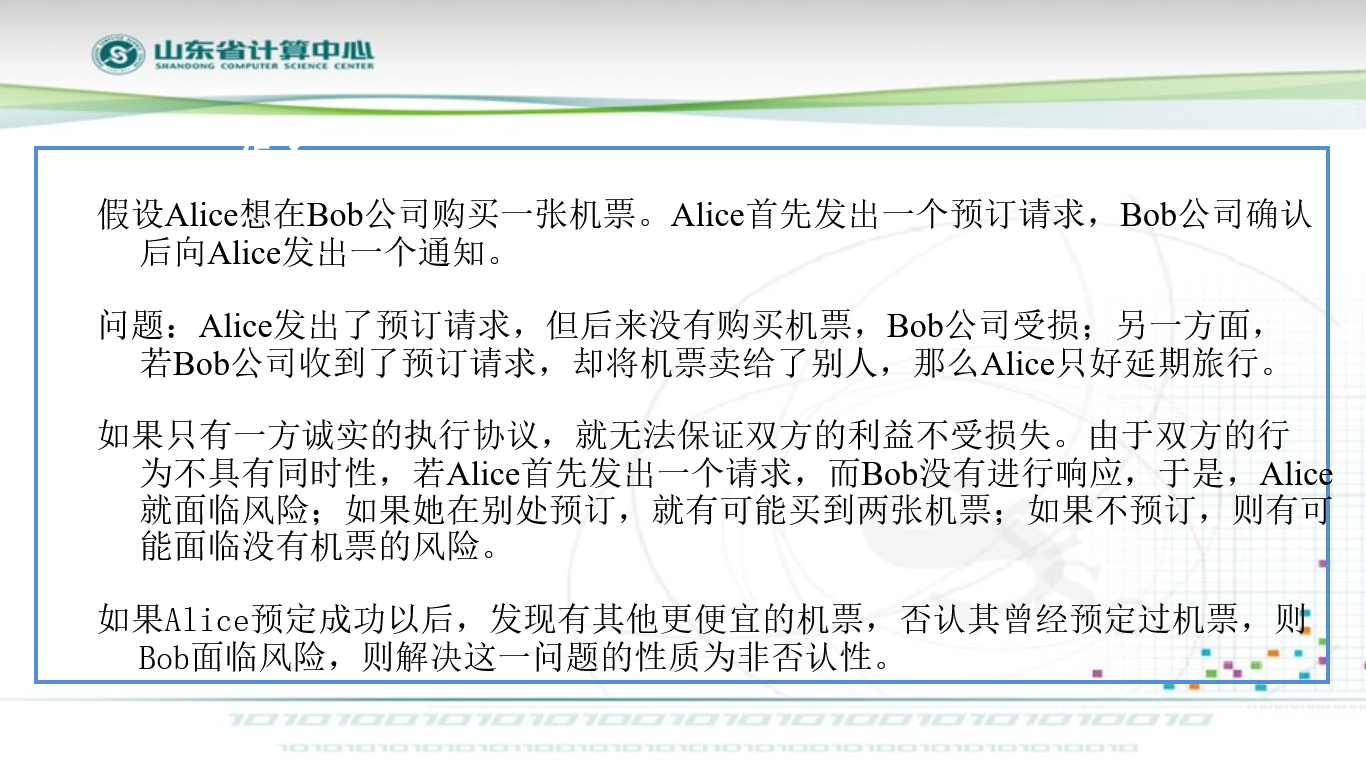 山东省计算中心
SHANDONG COMPUTER SCIENCE CENTER
假设Alice想在Bob公司购买一张机票。Alice首先发出一个预订请求，Bob公司确认
后向Alice发出一个通知。
问题：Alice发出了预订请求，但后来没有购买机票，Bob公司受损；另一方面，
若Bob公司收到了预订请求，却将机票卖给了别人，那么Alice只好延期旅行。
如果只有一方诚实的执行协议，就无法保证双方的利益不受损失。由于双方的行
为不具有同时性，若Alice首先发出一个请求，而Bob没有进行响应，于是，Alice
就面临风险；如果她在别处预订，就有可能买到两张机票；如果不预订，则有可
能面临没有机票的风险。
如果Alice预定成功以后，发现有其他更便宜的机票，否认其曾经预定过机票，则
Bob面临风险，则解决这一问题的性质为非否认性。